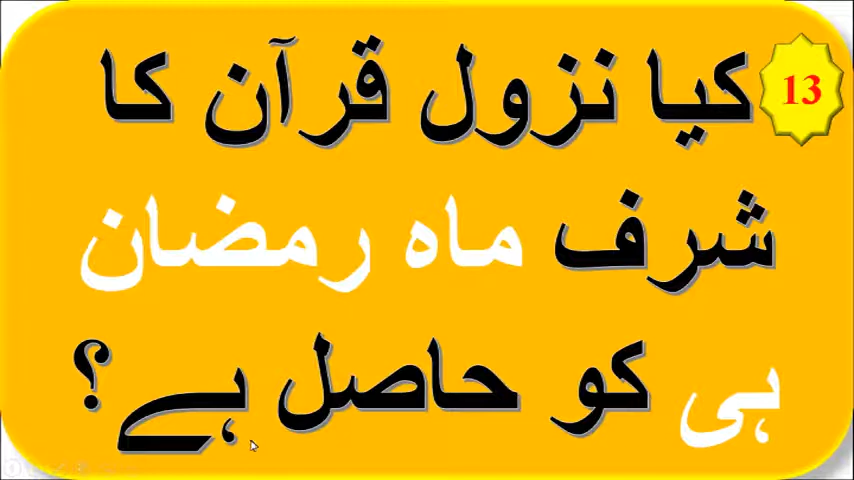 13 کیا نزول قرآن کا
شرف ماہ رمضان
ہی کو حاصل ہے؟